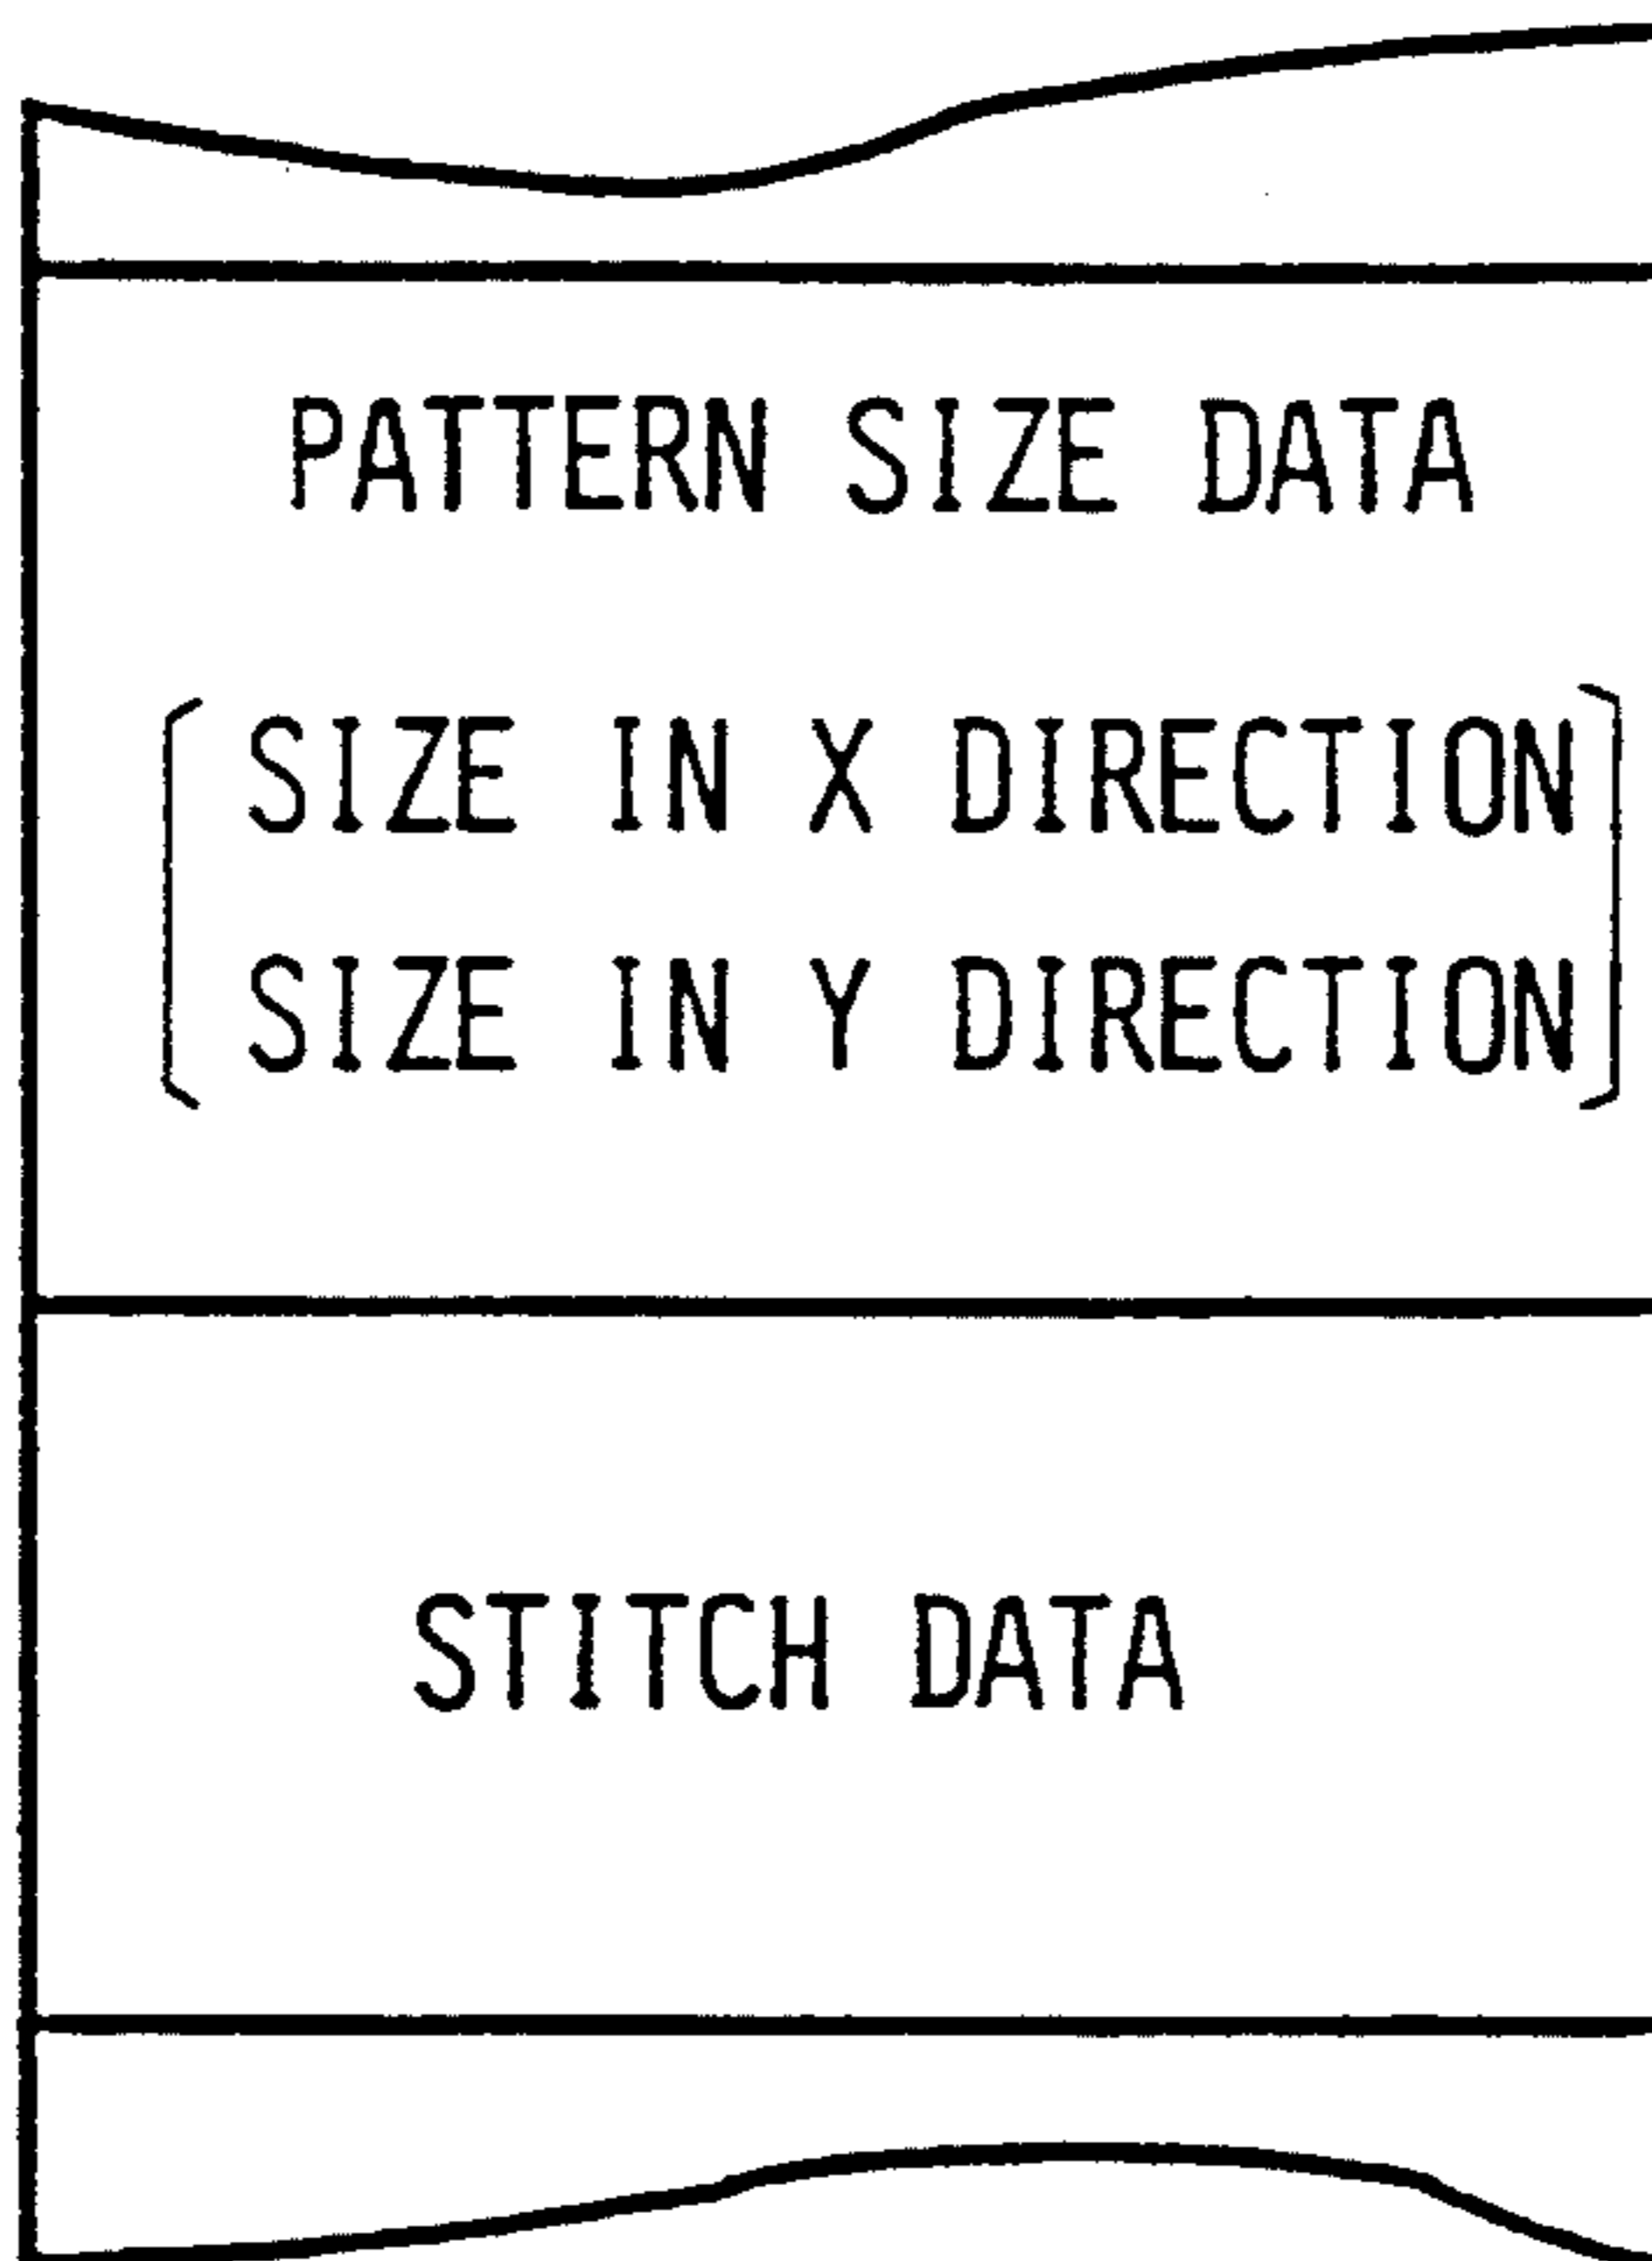 PATTERN SIZE DATA
SIZE IN X DIRECTION
SIZE IN Y DIRECTION
STITCH DATA